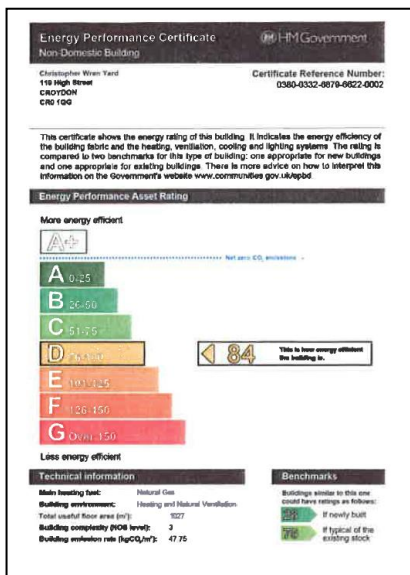 Energy Performance Certificate
HM Government
Non-Domestic Building
Christopher Wren Yard
119 High Street
CROYDON
CR0 1QG
Certificate Reference Number:
0380-0332-6879-6622-0002
This certificate shows the energy rating of this building. It indicates the energy efficiency of
the building fabric and the heating, ventilation, cooling and lighting systems. The rating is
compared to two benchmarks for this type of building: one appropriate for new buildings
and one appropriate for existing buildings. There is more advice on how to interpret this
information on the Government's website www.communities.gov.uk/epbd.
Energy Performance Asset Rating
More energy efficient
A+
Net zero CO₂ emissions
A 0-25
B 26-50
C 51-75
D 76-100
E 101-125
F 126-150
G Over 150
84
This is how energy efficient
the building is.
Less energy efficient
Technical information
Main heating fuel: Natural Gas
Building environment: Heating and Natural Ventilation
Total useful floor area (m²): 1027
Building complexity (NOS level): 3
Building emission rate (kgCO₂/m²): 47.75
Benchmarks
Buildings similar to this one
could have ratings as follows:
If newly built
If typical of the
existing stock